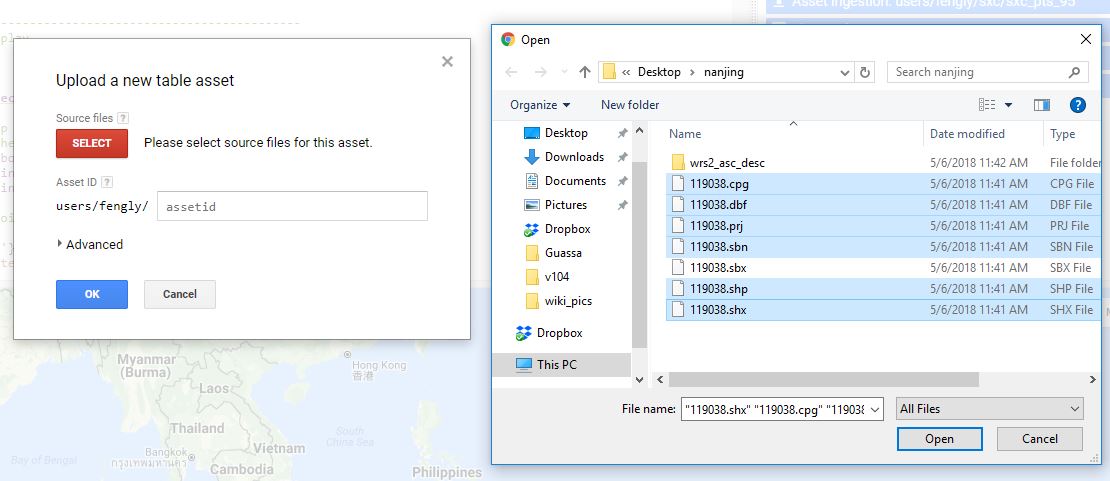 Asset ingestion: users/fengly/sxc/sxc_pts_95
Upload a new table asset
Source files ?
SELECT Please select source files for this asset.
Asset ID ?
users/fengly/ assetid
Advanced
OK Cancel
Open
« Desktop > nanjing
Search nanjing
Organize New folder
Desktop
Downloads
Documents
Pictures
Dropbox
Guassa
v104
wiki_pics
Dropbox
This PC
Name Date modified Type
wrs2_asc_desc 5/6/2018 11:42 AM File folder
119038.cpg 5/6/2018 11:41 AM CPG File
119038.dbf 5/6/2018 11:41 AM DBF File
119038.prj 5/6/2018 11:41 AM PRJ File
119038.sbn 5/6/2018 11:41 AM SBN File
119038.sbx 5/6/2018 11:41 AM SBX File
119038.shp 5/6/2018 11:41 AM SHP File
119038.shx 5/6/2018 11:41 AM SHX File
File name: "119038.shx" "119038.cpg" "119038 All Files
Open Cancel
Myanmar
(Burma)
Laos
Hong Kong
香港
Thailand
Vietnam
South
China Sea
Bay of Bengal
Bangkok
กรุงเทพมหานคร
Cambodia
Philippines